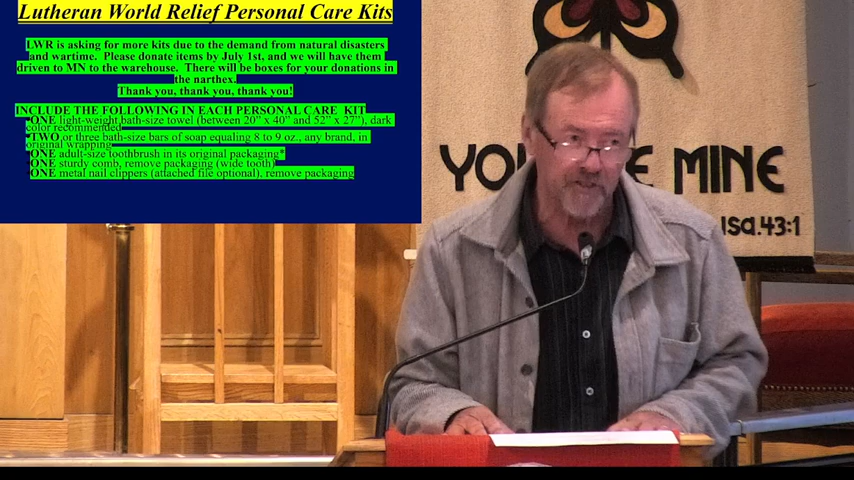 Lutheran World Relief Personal Care Kits
LWR is asking for more kits due to the demand from natural disasters
and wartime. Please donate items by July 1st, and we will have them
driven to MN to the warehouse. There will be boxes for your donations in
the narthex.
Thank you, thank you, thank you!
INCLUDE THE FOLLOWING IN EACH PERSONAL CARE KIT
ONE light-weight bath-size towel (between 20" x 40" and 52" x 27"), dark
color recommended
TWO or three bath-size bars of soap equaling 8 to 9 oz., any brand, in
original wrapping
ONE adult-size toothbrush in its original packaging*
ONE sturdy comb, remove packaging (wide tooth)
ONE metal nail clippers (attached file optional), remove packaging
YO E MINE
Isa.43:1